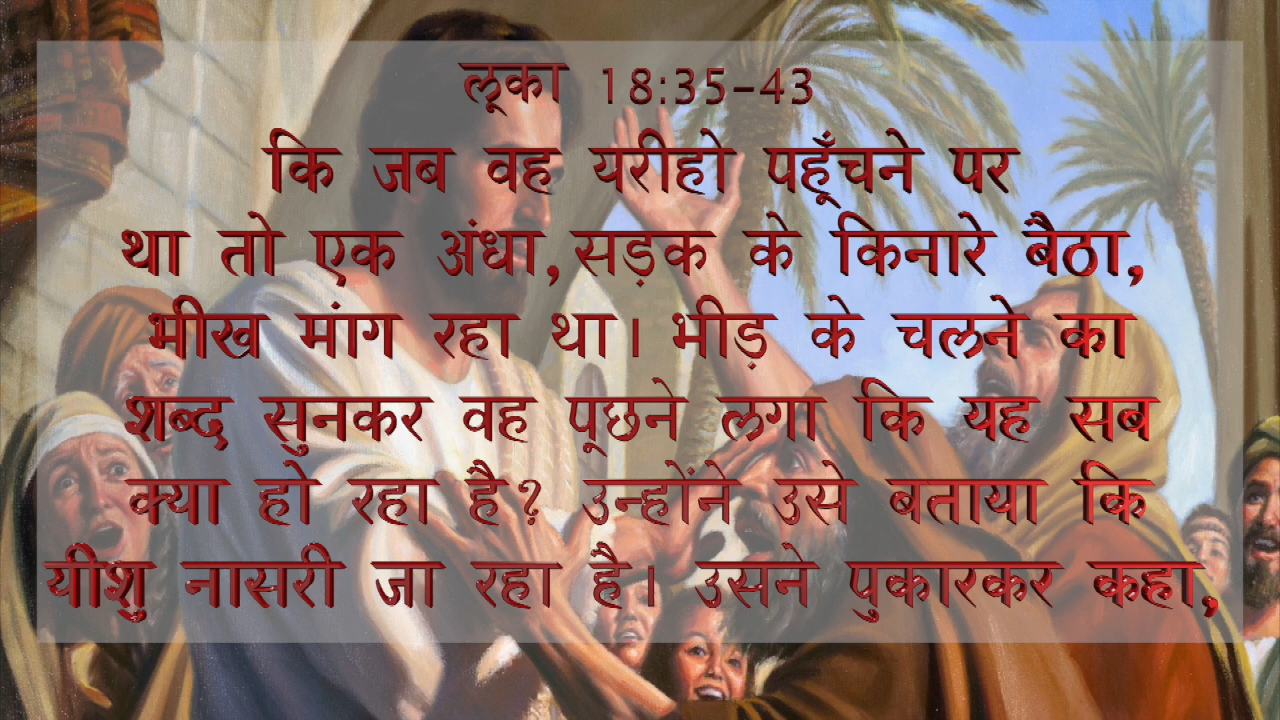 लूका 18:35-43
कि जब वह यरीहो पहूँचने पर
था तो एक अंधा,सड़क के किनारे बैठा,
भीख मांग रहा था। भीड़ के चलने का
शब्द सुनकर वह पूछने लगा कि यह सब
क्या हो रहा है? उन्होंने उसे बताया कि
यीशु नासरी जा रहा है। उसने पुकारकर कहा,